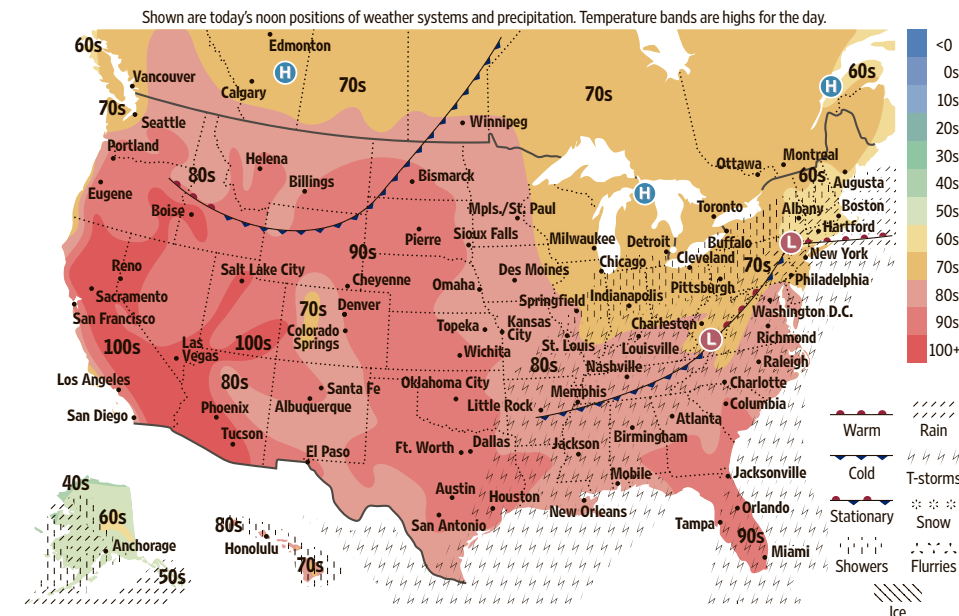 Shown are today's noon positions of weather systems and precipitation. Temperature bands are highs for the day.
60s
Edmonton
H
Vancouver
Calgary
70s
70s
70s
Seattle
Winnipeg
H
60s
Portland
Helena
80s
Billings
Bismarck
Eugene
Boise
Ottawa
Montreal
60s
Augusta
H
Toronto
Albany
Boston
Hartford
Mpls./St. Paul
Pierre
Sioux Falls
Milwaukee
Detroit
Buffalo
L
New York
Chicago
Cleveland
70s
Philadelphia
Reno
Salt Lake City
90s
Cheyenne
Omaha
Des Moines
Pittsburgh
Sacramento
San Francisco
70s
Denver
Springfield
Indianapolis
Washington D.C.
Colorado
Springs
Topeka
Kansas
City
St. Louis
Charleston
Louisville
L
Richmond
100s
Las
Vegas
100s
Wichita
80s
Nashville
Raleigh
Los Angeles
80s
Santa Fe
Albuquerque
Oklahoma City
Little Rock
Memphis
Charlotte
Columbia
San Diego
Phoenix
Tucson
El Paso
Ft. Worth
Dallas
Jackson
Birmingham
Atlanta
Austin
Houston
Mobile
Jacksonville
San Antonio
New Orleans
Orlando
Tampa
90s
Miami
40s
60s
Anchorage
50s
80s
Honolulu
70s
<0
0s
10s
20s
30s
40s
50s
60s
70s
80s
90s
100+
Warm
Rain
Cold
T-storms
Stationary
Snow
Showers
Flurries
Ice